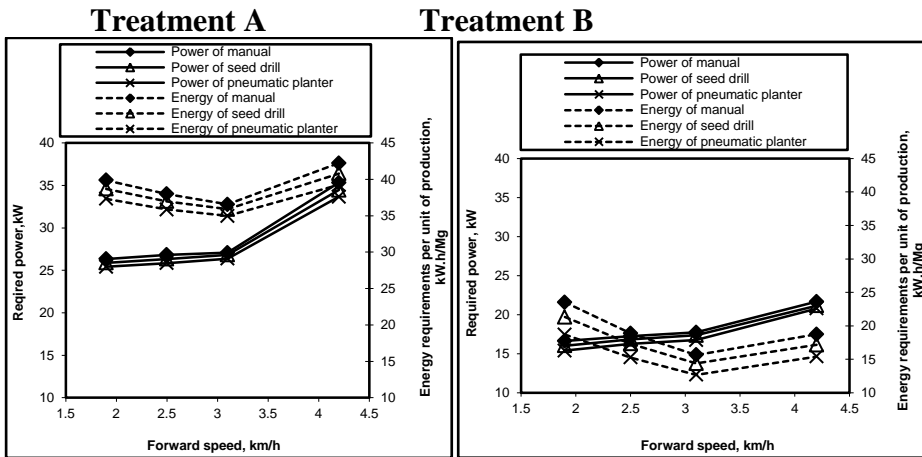 Treatment A
Treatment B
Power of manual
Power of seed drill
Power of pneumatic planter
Energy of manual
Energy of seed drill
Energy of pneumatic planter
40
35
30
25
20
15
10
Reqired power,kW
45
40
35
30
25
20
15
10
Energy requirements per unit of production,
kW.h/Mg
1.5 2 2.5 3 3.5 4 4.5
Forward speed, km/h
Power of manual
Power of seed drill
Power of pneumatic planter
Energy of manual
Energy of seed drill
Energy of pneumatic planter
40
35
30
25
20
15
10
Required power, kW
45
40
35
30
25
20
15
10
Energy requirements per unit of production,
kW.h/Mg
1.5 2 2.5 3 3.5 4 4.5
Forward speed, km/h